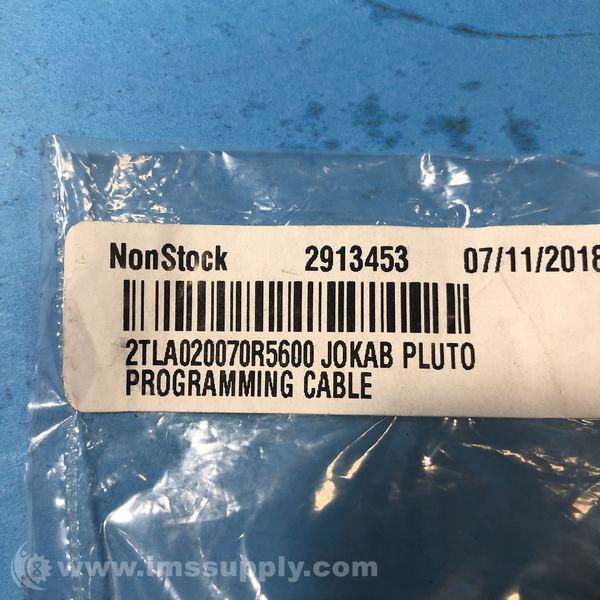 NonStock 2913453 07/11/2018
2TLA020070R5600 JOKAB PLUTO
PROGRAMMING CABLE
www.imssupply.com